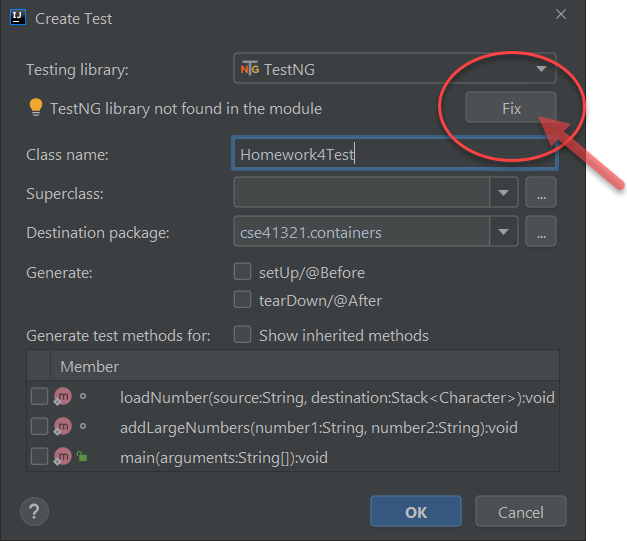 IJ Create Test
Testing library: NTG TestNG
TestNG library not found in the module Fix
Class name: Homework4Test
Superclass: ...
Destination package: cse41321.containers ...
Generate: setUp/@Before
tearDown/@After
Generate test methods for: Show inherited methods
Member
m loadNumber(source:String, destination:Stack<Character>):void
m addLargeNumbers(number1:String, number2:String):void
m main(arguments:String[]):void
? OK Cancel